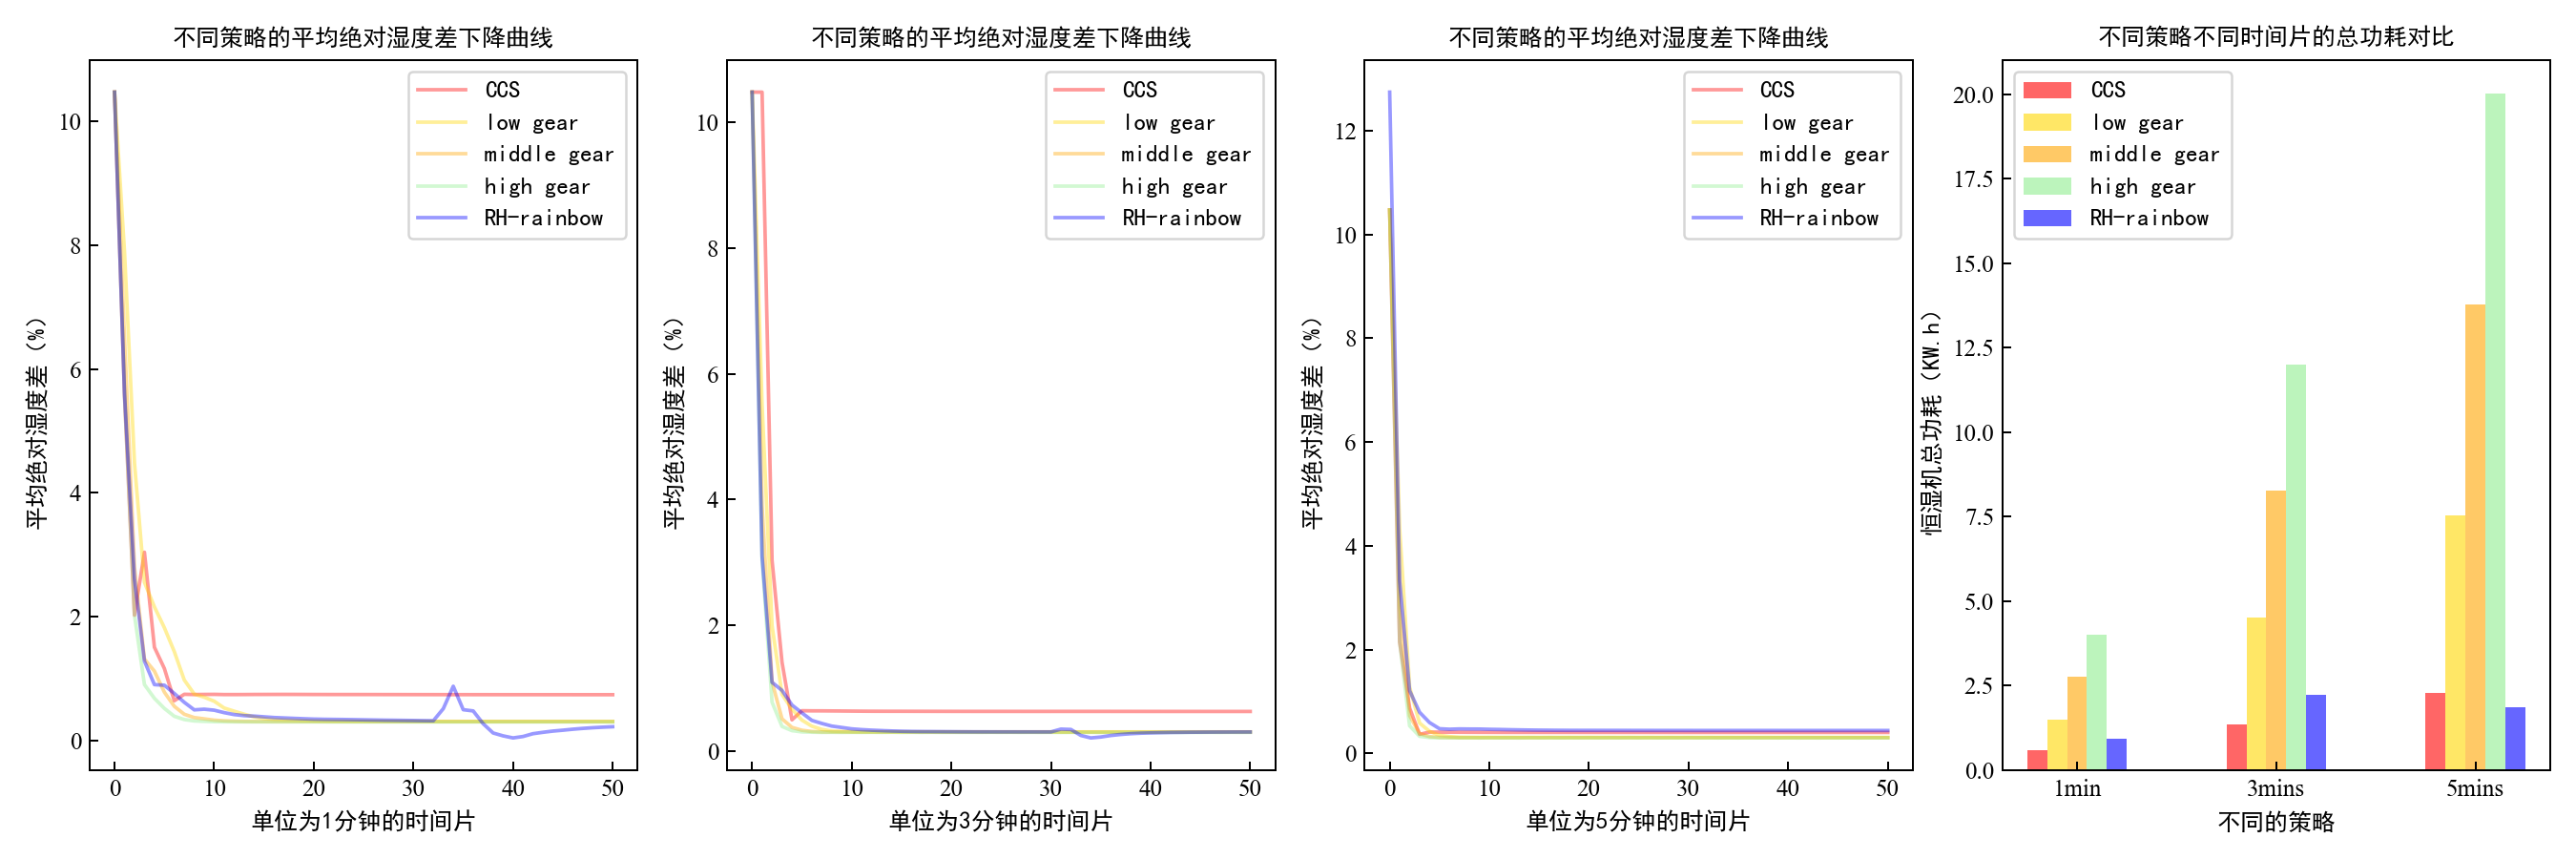 不同策略的平均绝对湿度差下降曲线
CCS
low gear
middle gear
high gear
RH-rainbow
10
8
6
4
2
0
平均绝对湿度差（%）
0 10 20 30 40 50
单位为1分钟的时间片
不同策略的平均绝对湿度差下降曲线
CCS
low gear
middle gear
high gear
RH-rainbow
10
8
6
4
2
0
平均绝对湿度差（%）
0 10 20 30 40 50
单位为3分钟的时间片
不同策略的平均绝对湿度差下降曲线
CCS
low gear
middle gear
high gear
RH-rainbow
12
10
8
6
4
2
0
平均绝对湿度差（%）
0 10 20 30 40 50
单位为5分钟的时间片
不同策略不同时间片的总功耗对比
CCS
low gear
middle gear
high gear
RH-rainbow
20.0
17.5
15.0
12.5
10.0
7.5
5.0
2.5
0.0
恒湿机总功耗（KW.h）
1min 3mins 5mins
不同的策略